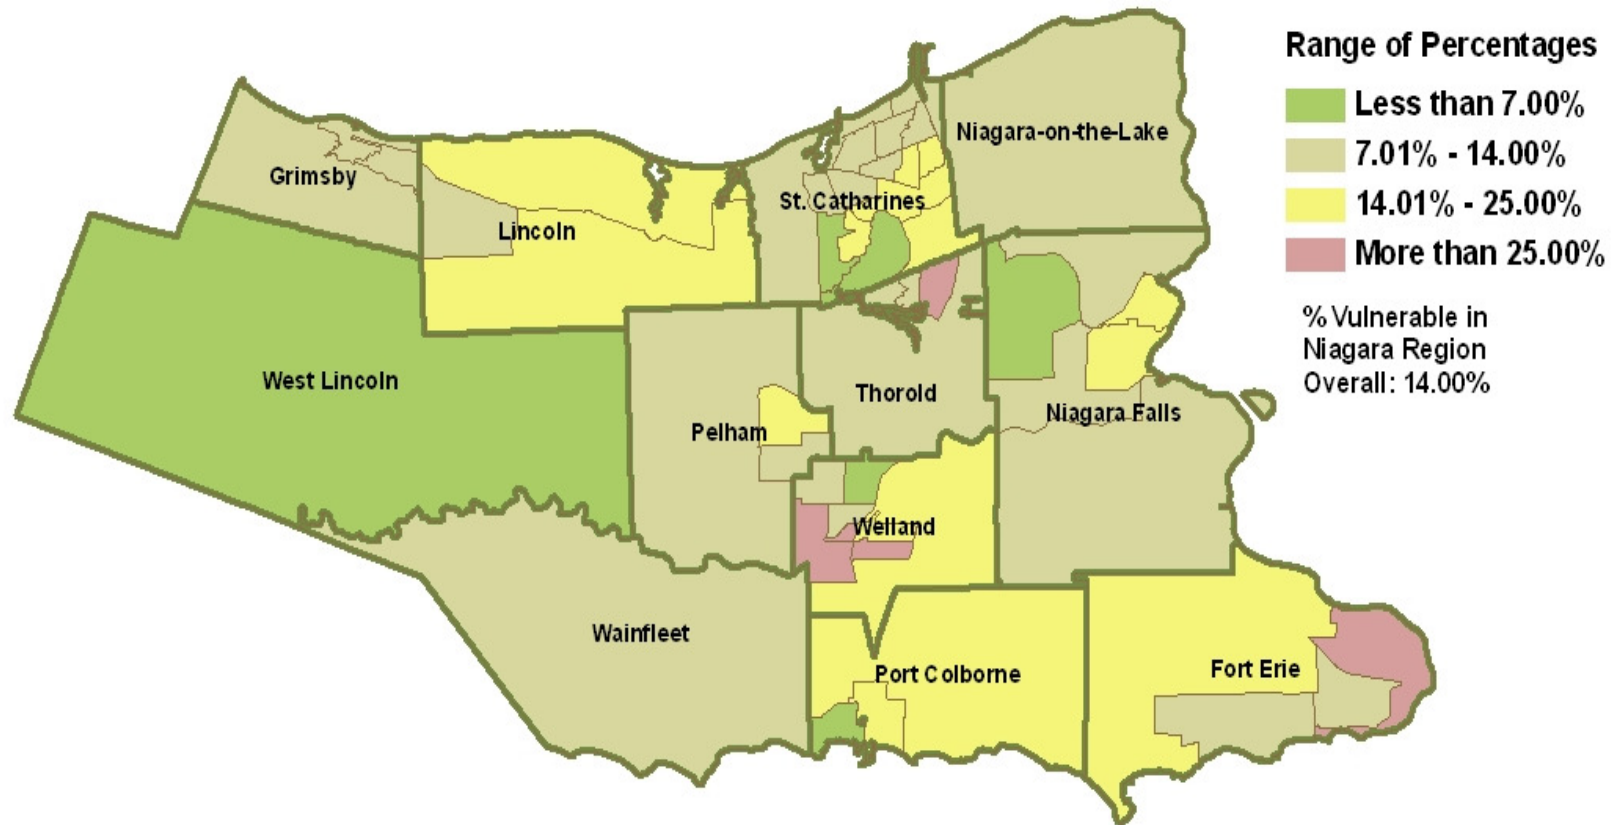 Range of Percentages
Less than 7.00%
7.01% - 14.00%
14.01% - 25.00%
More than 25.00%
% Vulnerable in
Niagara Region
Overall: 14.00%
Niagara-on-the-Lake
Grimsby
St. Catharines
Lincoln
West Lincoln
Thorold
Niagara Falls
Pelham
Welland
Wainfleet
Port Colborne
Fort Erie